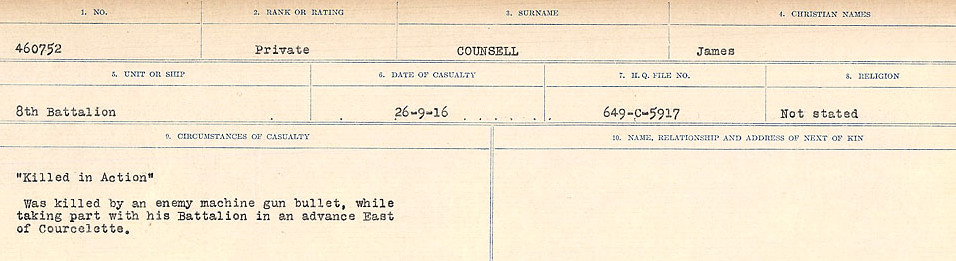 1. NO. 2. RANK OR RATING 3. SURNAME 4. CHRISTIAN NAMES
460752 Private COUNSELL James
5. UNIT OR SHIP 6. DATE OF CASUALTY 7. H.Q. FILE NO. 8. RELIGION
8th Battalion 26-9-16 649-C-5917 Not stated
9. CIRCUMSTANCES OF CASUALTY 10. NAME, RELATIONSHIP AND ADDRESS OF NEXT OF KIN
"Killed in Action"
Was killed by an enemy machine gun bullet, while
taking part with his Battalion in an advance East
of Courcelette.